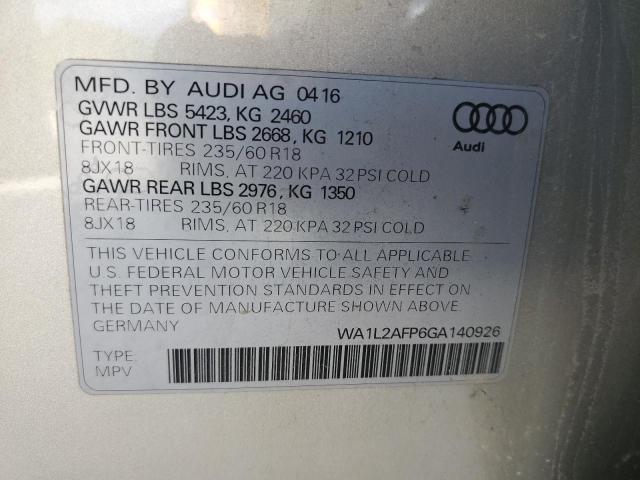 MFD. BY AUDI AG 0416
GVWR LBS 5423, KG 2460
GAWR FRONT LBS 2668, KG 1210
FRONT-TIRES 235/60 R18
8JX18 RIMS, AT 220 KPA 32 PSI COLD
GAWR REAR LBS 2976, KG 1350
REAR-TIRES 235/60 R18
8JX18 RIMS, AT 220 KPA 32 PSI COLD
Audi
THIS VEHICLE CONFORMS TO ALL APPLICABLE
U.S. FEDERAL MOTOR VEHICLE SAFETY AND
THEFT PREVENTION STANDARDS IN EFFECT ON
THE DATE OF MANUFACTURE SHOWN ABOVE.
GERMANY WA1L2AFP6GA140926
TYPE:
MPV